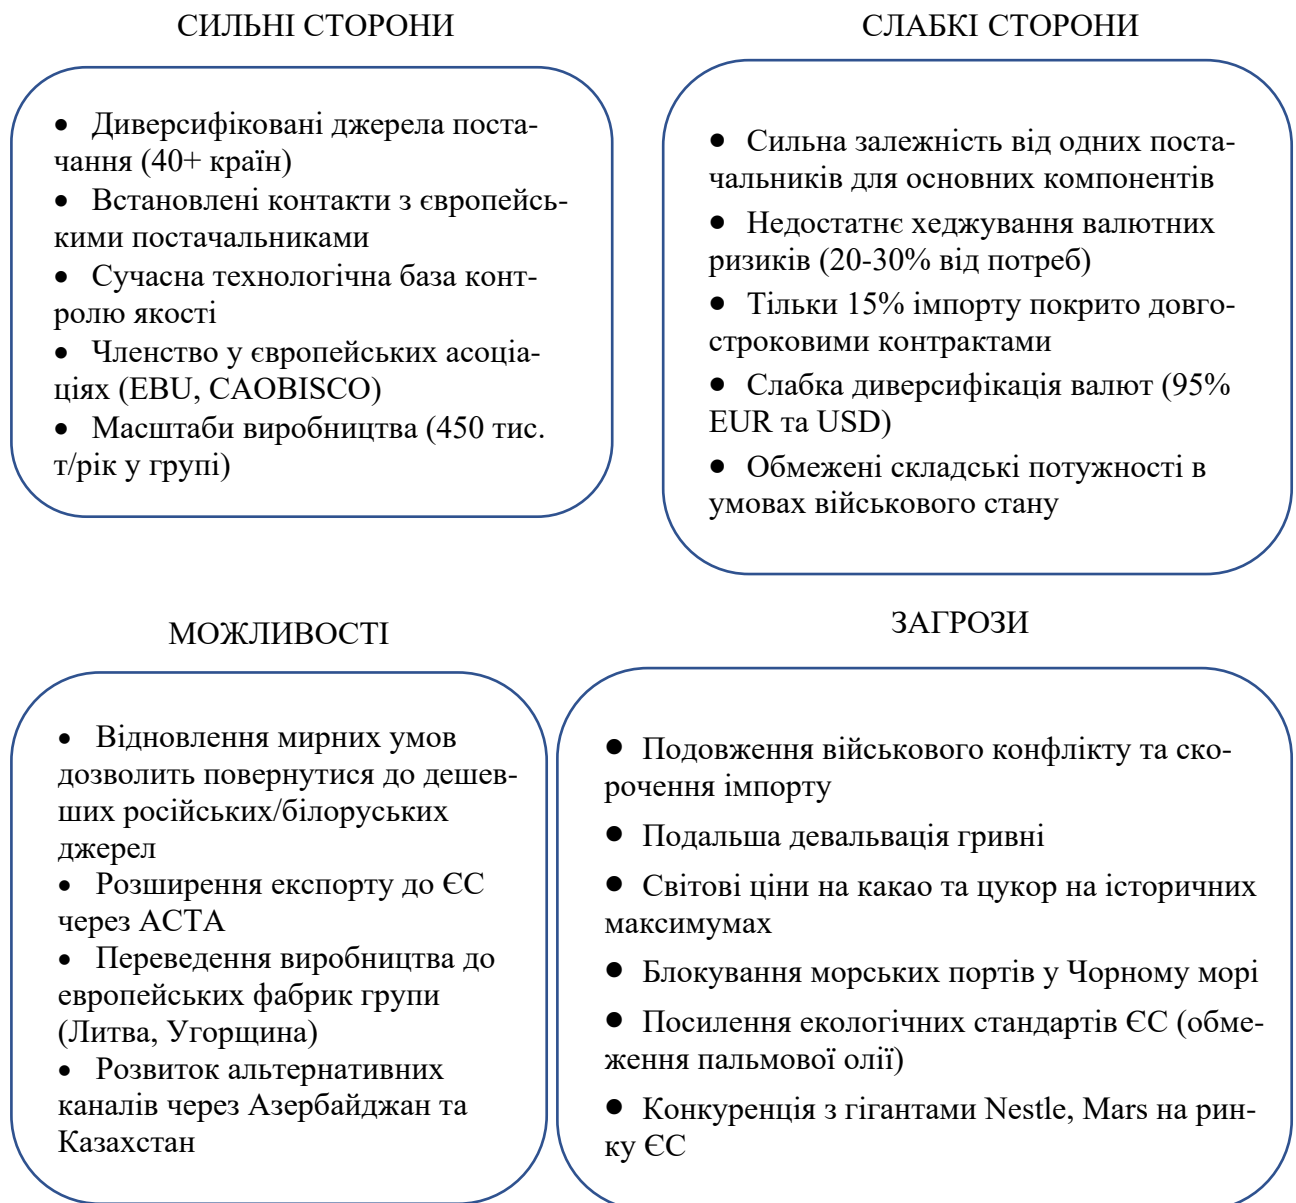 СИЛЬНІ СТОРОНИ
• Диверсифіковані джерела поста-
чання (40+ країн)
• Встановлені контакти з європейсь-
кими постачальниками
• Сучасна технологічна база конт-
ролю якості
• Членство у європейських асоціа-
ціях (EBU, CAOBISCO)
• Масштаби виробництва (450 тис.
т/рік у групі)
СЛАБКІ СТОРОНИ
• Сильна залежність від одних поста-
чальників для основних компонентів
• Недостатнє хеджування валютних
ризиків (20-30% від потреб)
• Тільки 15% імпорту покрито довго-
строковими контрактами
• Слабка диверсифікація валют (95%
EUR та USD)
• Обмежені складські потужності в
умовах військового стану
МОЖЛИВОСТІ
• Відновлення мирних умов
дозволить повернутися до дешев-
ших російських/білоруських
джерел
• Розширення експорту до ЄС
через АСТА
• Переведення виробництва до
европейських фабрик групи
(Литва, Угорщина)
• Розвиток альтернативних
каналів через Азербайджан та
Казахстан
ЗАГРОЗИ
• Подовження військового конфлікту та ско-
рочення імпорту
• Подальша девальвація гривні
• Світові ціни на какао та цукор на історичних
максимумах
• Блокування морських портів у Чорному морі
• Посилення екологічних стандартів ЄС (обме-
ження пальмової олії)
• Конкуренція з гігантами Nestle, Mars на рин-
ку ЄС